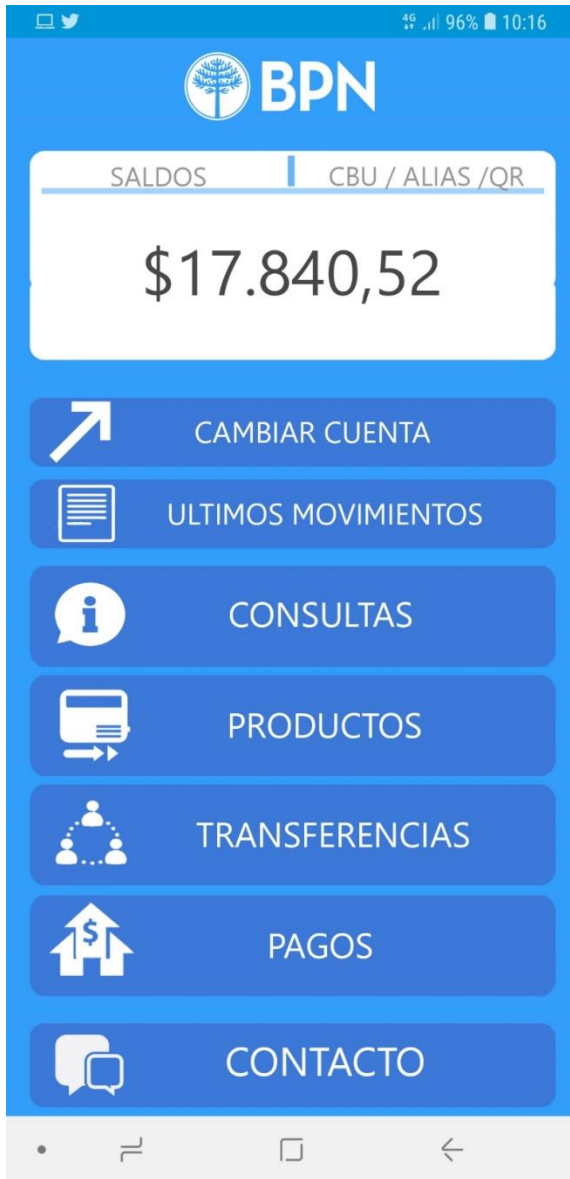 4G 96% 10:16
BPN
SALDOS CBU / ALIAS /QR
$17.840,52
CAMBIAR CUENTA
ULTIMOS MOVIMIENTOS
CONSULTAS
PRODUCTOS
TRANSFERENCIAS
$
PAGOS
CONTACTO